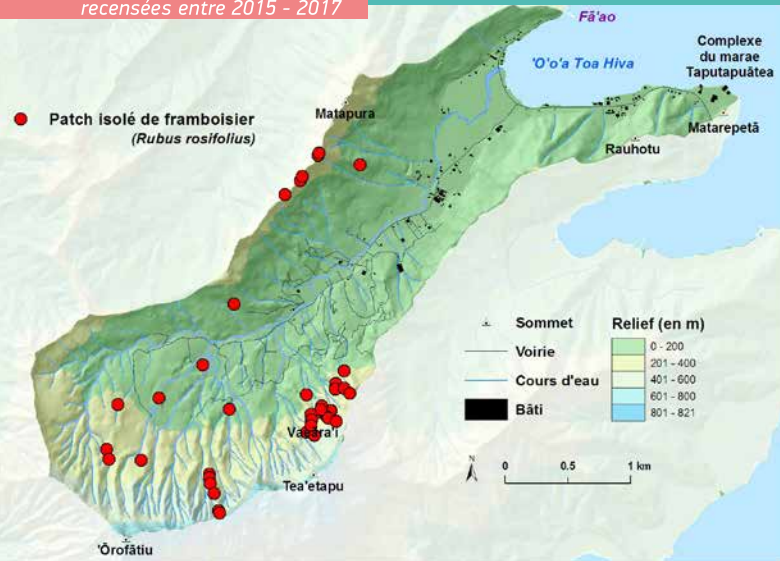 recensées entre 2015 - 2017
Fā'ao
'O'o'a Toa Hiva
Complexe
du marae
Taputapuātea
Patch isolé de framboisier
(Rubus rosifolius)
Matapura
Rauhotu
Matarepetā
Sommet
Voirie
Cours d'eau
Bâti
Relief (en m)
0 - 200
201 - 400
401 - 600
601 - 800
801 - 821
N
0 0.5 1 km
Tea'etapu
'Ōrofātiu